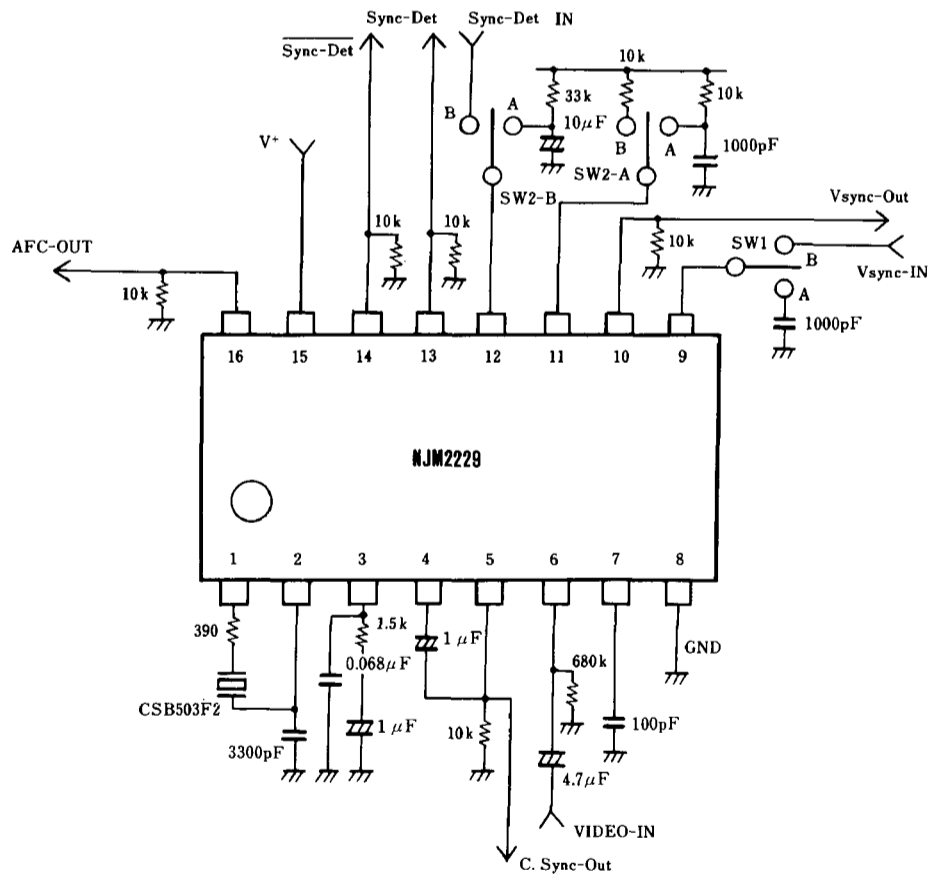 Sync-Det
Sync-Det
Sync-Det IN
10k
33k
10k
B
A
10μF
B
A
1000pF
V+
SW2-B
SW2-A
Vsync-Out
AFC-OUT
10k
10k
10k
SW1
B
Vsync-IN
10k
A
1000pF
16
15
14
13
12
11
10
9
NJM2229
1
2
3
4
5
6
7
8
390
1.5k
1μF
680k
GND
0.068μF
CSB503F2
1μF
10k
100pF
3300pF
4.7μF
VIDEO-IN
C. Sync-Out